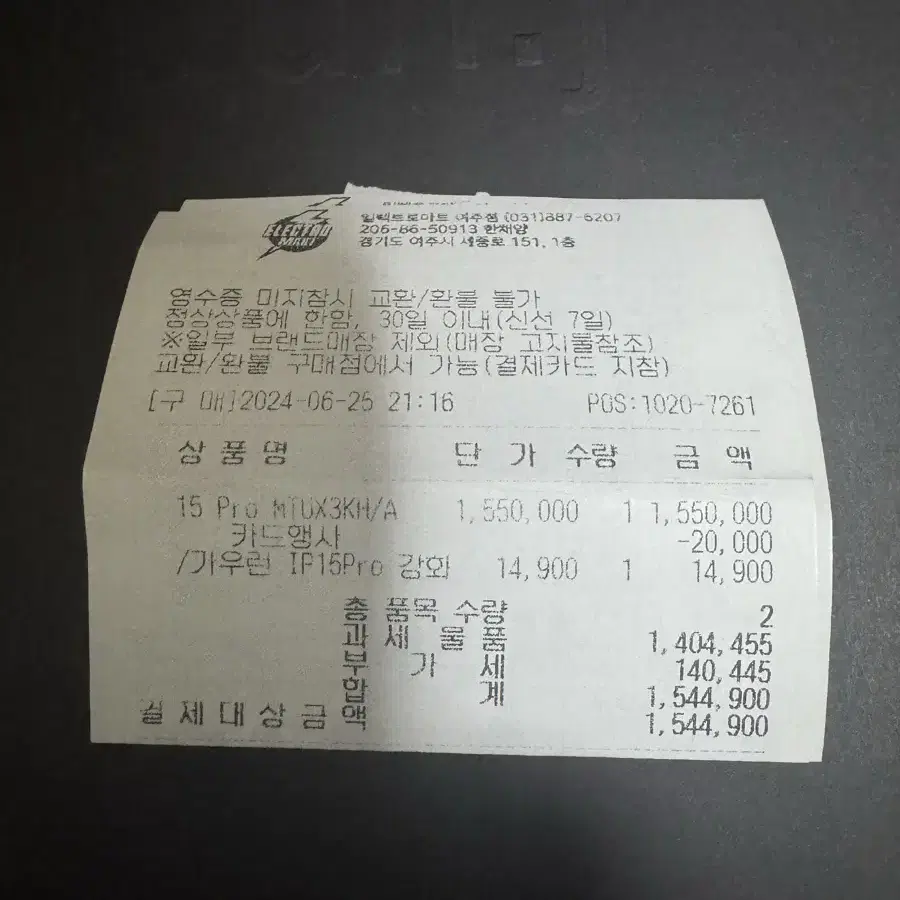 ELECTRO
MART
일렉트로마트 여주점 (031)887-6207
206-86-50913 한채양
경기도 여주시 세종로 151, 1층
영수증 미지참시 교환/환불 불가
정상상품에 한함, 30일 이내(신선 7일)
※일부 브랜드매장 제외(매장 고지물참조)
교환/환불 구매점에서 가능(결제카드 지참)
[구 매]2024-06-25 21:16 POS:1020-7261
상 품 명 단 가 수량 금 액
15 Pro MTUX3KH/A 1,550,000 1 1,550,000
카드행사 -20,000
/가우런 IP15Pro 강화 14,900 1 14,900
총 품목 수량 2
과 세 물 품 1,404,455
부 가 세 140,445
합 계 1,544,900
결 제 대 상 금 액 1,544,900